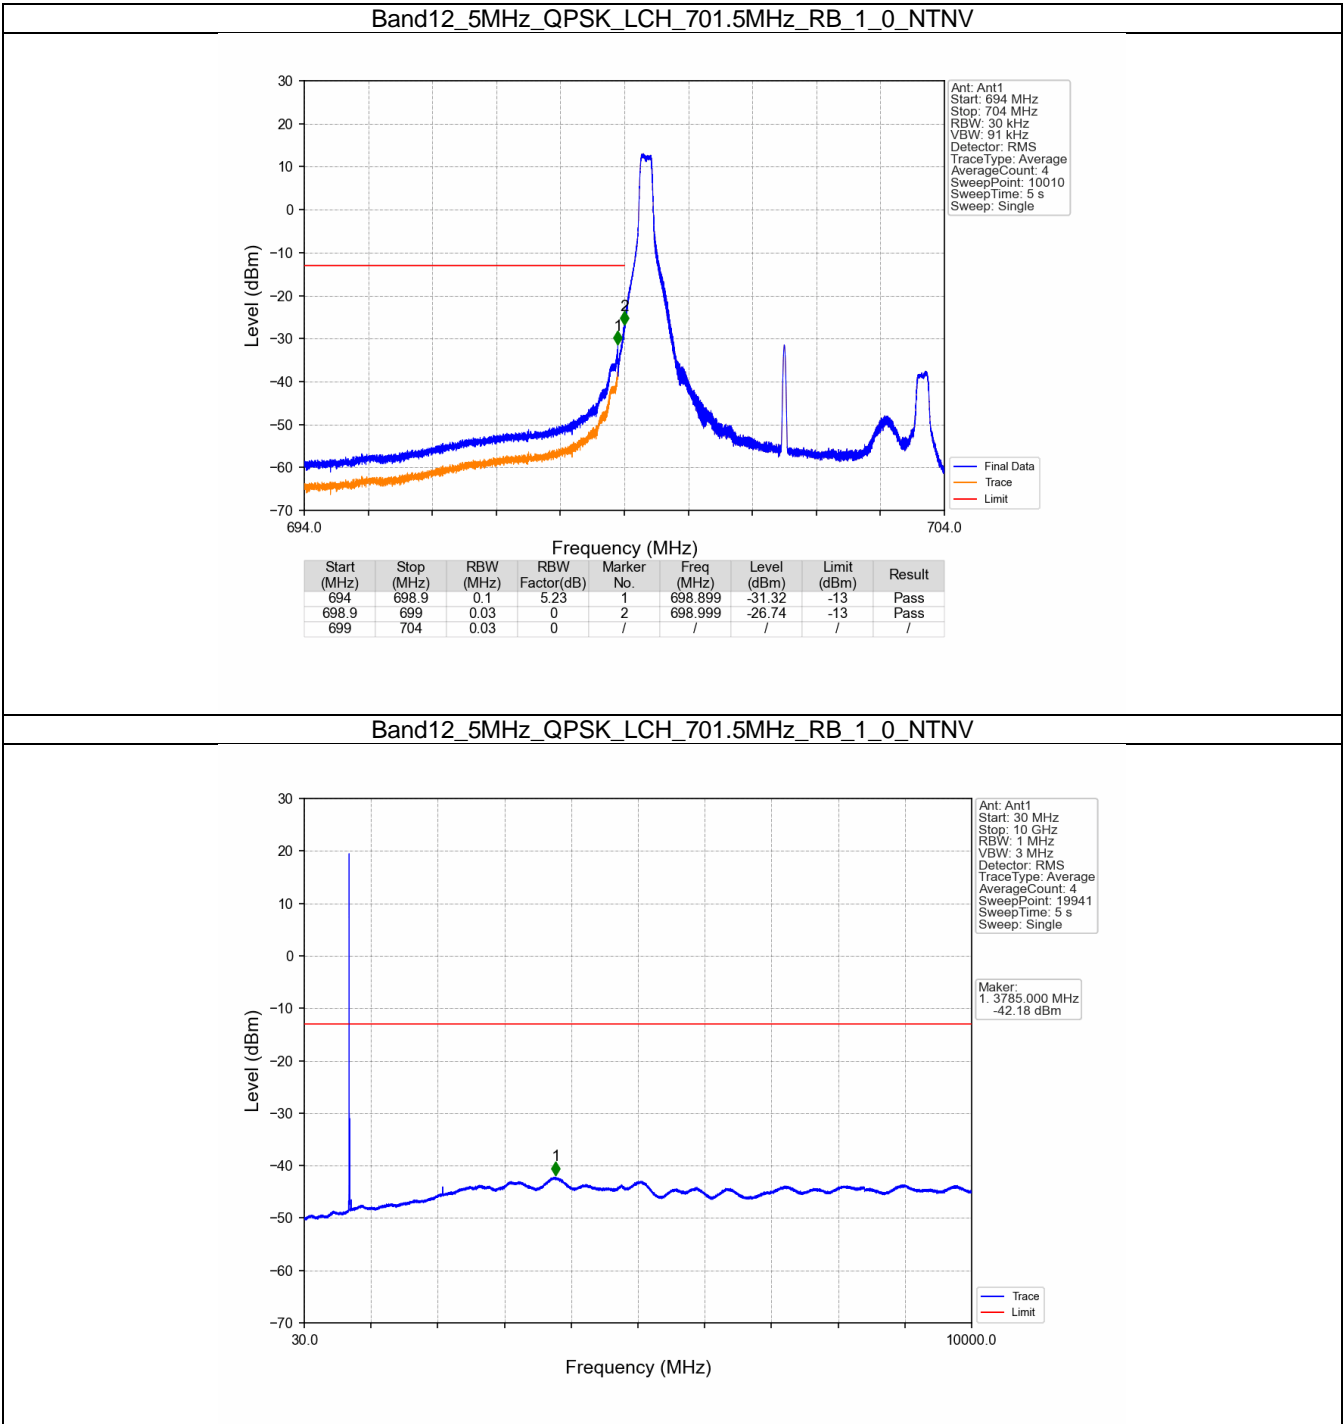 Band12_5MHz_QPSK_LCH_701.5MHz_RB_1_0_NTNV
30
20
10
0
−10
−20
−30
−40
−50
−60
−70
Level (dBm)
1
2
694.0
704.0
Frequency (MHz)
Ant: Ant1
Start: 694 MHz
Stop: 704 MHz
RBW: 30 kHz
VBW: 91 kHz
Detector: RMS
TraceType: Average
AverageCount: 4
SweepPoint: 10010
SweepTime: 5 s
Sweep: Single
Final Data
Trace
Limit
Start (MHz) Stop (MHz) RBW (MHz) RBW Factor(dB) Marker No. Freq (MHz) Level (dBm) Limit (dBm) Result
694 698.9 0.1 5.23 1 698.899 -31.32 -13 Pass
698.9 699 0.03 0 2 698.999 -26.74 -13 Pass
699 704 0.03 0 / / / / /
Band12_5MHz_QPSK_LCH_701.5MHz_RB_1_0_NTNV
30
20
10
0
−10
−20
−30
−40
−50
−60
−70
Level (dBm)
1
30.0
10000.0
Frequency (MHz)
Ant: Ant1
Start: 30 MHz
Stop: 10 GHz
RBW: 1 MHz
VBW: 3 MHz
Detector: RMS
TraceType: Average
AverageCount: 4
SweepPoint: 19941
SweepTime: 5 s
Sweep: Single
Maker:
1. 3785.000 MHz
-42.18 dBm
Trace
Limit